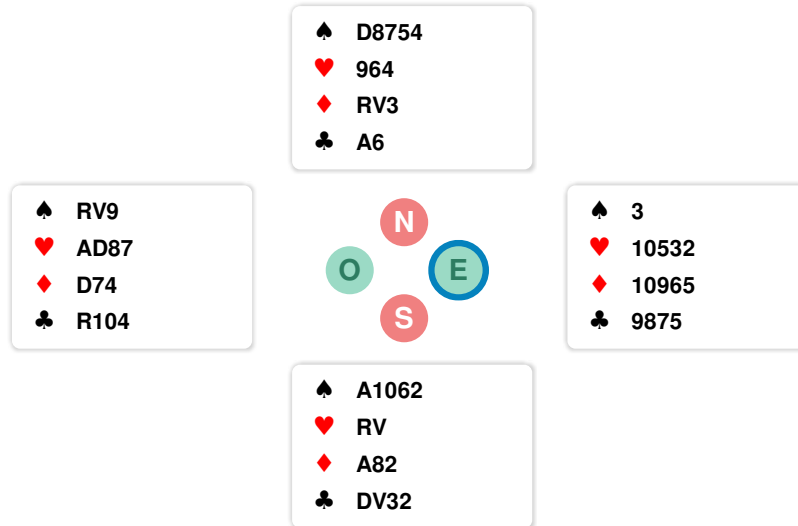 ♠ D8754
♥ 964
♦ RV3
♣ A6
♠ RV9
♥ AD87
♦ D74
♣ R104
N
O E
S
♠ 3
♥ 10532
♦ 10965
♣ 9875
♠ A1062
♥ RV
♦ A82
♣ DV32